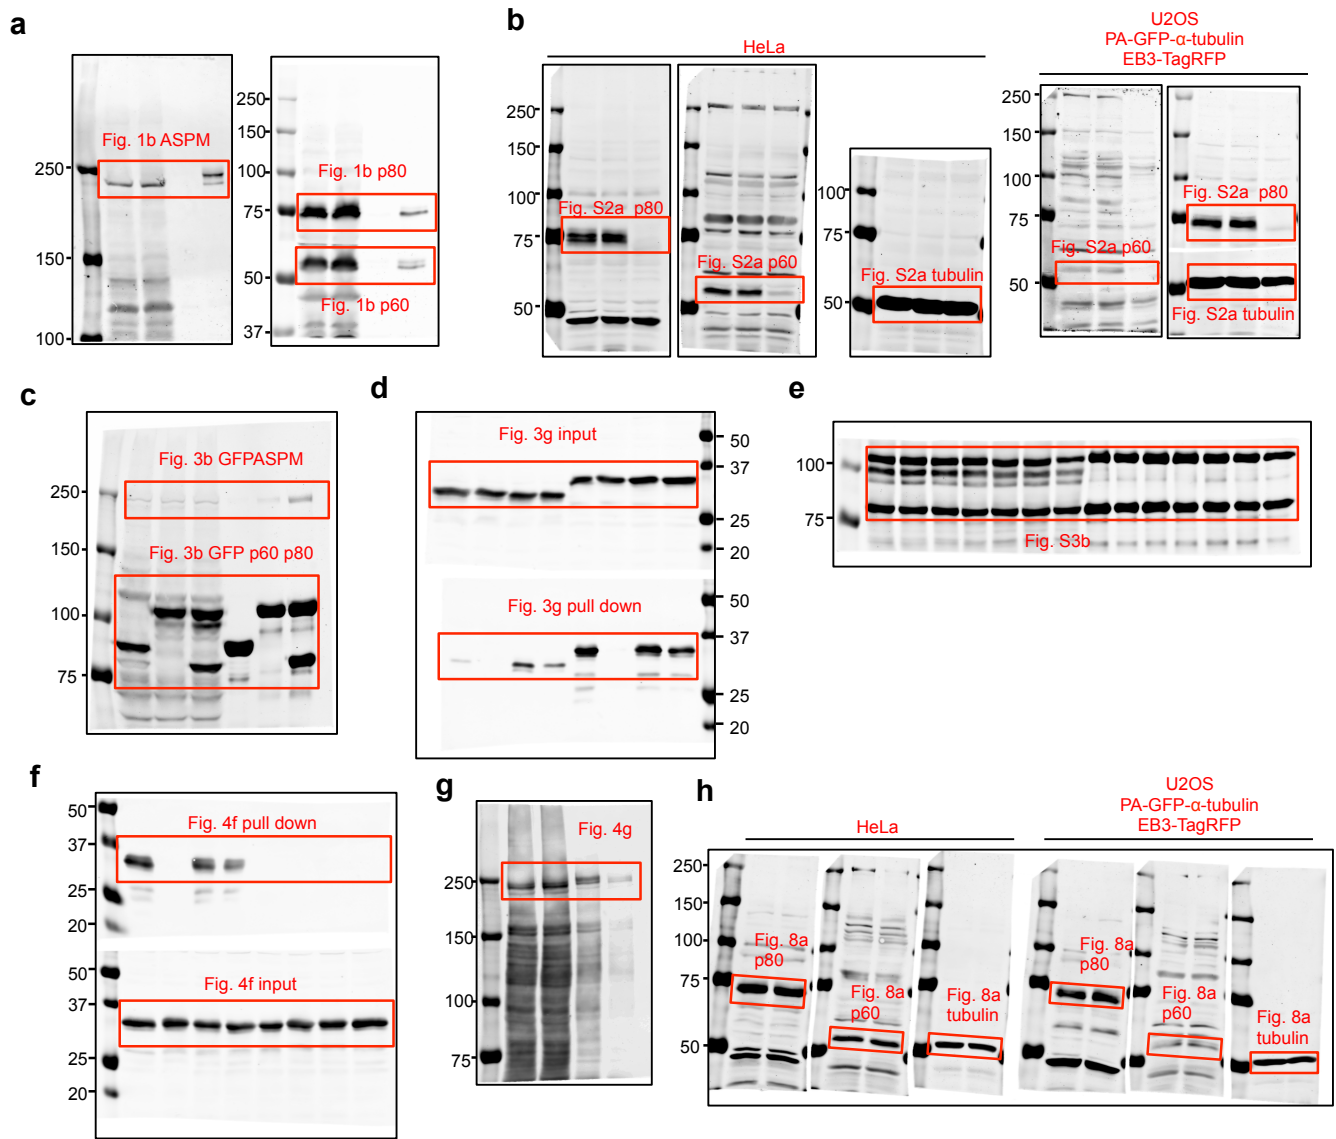 a
250
150
100
Fig. 1b ASPM
250
150
100
75
50
37
Fig. 1b p80
Fig. 1b p60
b
HeLa
250
150
100
75
50
Fig. S2a p80
Fig. S2a p60
100
75
50
Fig. S2a tubulin
U2OS
PA-GFP-α-tubulin
EB3-TagRFP
250
150
100
75
50
Fig. S2a p60
Fig. S2a p80
Fig. S2a tubulin
c
250
150
100
75
Fig. 3b GFPASPM
Fig. 3b GFP p60 p80
d
Fig. 3g input
50
37
25
20
Fig. 3g pull down
50
37
25
20
e
100
75
Fig. S3b
f
50
37
25
20
Fig. 4f pull down
50
37
25
20
Fig. 4f input
g
250
150
100
75
Fig. 4g
h
HeLa
U2OS
PA-GFP-α-tubulin
EB3-TagRFP
250
150
100
75
50
Fig. 8a
p80
Fig. 8a
p60
Fig. 8a
tubulin
Fig. 8a
p80
Fig. 8a
p60
Fig. 8a
tubulin